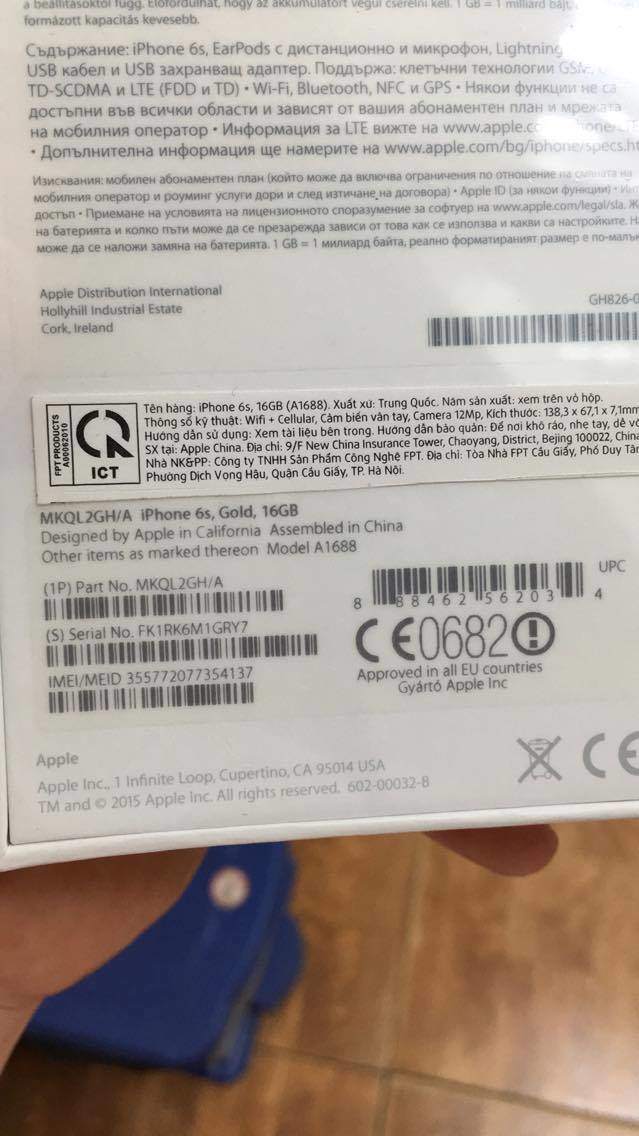 a beállításoktól függ. Előfordulhat, hogy az akkumulátort végül cserélni kell. 1 GB = 1 milliárd bájt,
formázott kapacitás kevesebb.
Съдържание: iPhone 6s, EarPods с дистанционно и микрофон, Lightning
USB кабел и USB захранващ адаптер. Поддържа: клетъчни технологии GSM,
TD-SCDMA и LTE (FDD и TD) • Wi-Fi, Bluetooth, NFC и GPS • Някои функции не са
достъпни във всички области и зависят от вашия абонаментен план и мрежата
на мобилния оператор • Информация за LTE вижте на www.apple.co
• Допълнителна информация ще намерите на www.apple.com/bg/iphone/specs.ht
Изисквания: мобилен абонаментен план (който може да включва ограничения по отношение на смяната на
мобилния оператор и роуминг услуги дори и след изтичане на договора) • Apple ID (за някои функции) •
достъп • Приемане на условията на лицензионното споразумение за софтуер на www.apple.com/legal/sla. Ж
на батерията и колко пъти може да се презарежда зависи от това как се използва и какви са настройките. Н
може да се наложи замяна на батерията. 1 GB = 1 милиард байта, реално форматираният размер е по-малък
Apple Distribution International
Hollyhill Industrial Estate
Cork, Ireland
GH826-0
FPT PRODUCTS
A00062010
ICT
Tên hàng: iPhone 6s, 16GB (A1688). Xuất xứ: Trung Quốc. Năm sản xuất: xem trên vỏ hộp.
Thông số kỹ thuật: Wifi + Cellular, Cảm biến vân tay, Camera 12Mp, Kích thước: 138,3 x 67,1 x 7,1mm
Hướng dẫn sử dụng: Xem tài liệu bên trong. Hướng dẫn bảo quản: Để nơi khô ráo, nhẹ tay, dễ vỡ
SX tại: Apple China. Địa chỉ: 9/F New China Insurance Tower, Chaoyang, District, Bejing 100022, China
Nhà NK&PP: Công ty TNHH Sản Phẩm Công Nghệ FPT. Địa chỉ: Tòa Nhà FPT Cầu Giấy, Phố Duy Tân
Phường Dịch Vọng Hậu, Quận Cầu Giấy, TP. Hà Nội.
MKQL2GH/A iPhone 6s, Gold, 16GB
Designed by Apple in California Assembled in China
Other items as marked thereon Model A1688
(1P) Part No. MKQL2GH/A
UPC
8 88462 56203 4
(S) Serial No. FK1RK6M1GRY7
CE0682
IMEI/MEID 355772077354137
Approved in all EU countries
Gyártó Apple Inc
Apple
Apple Inc., 1 Infinite Loop, Cupertino, CA 95014 USA
TM and © 2015 Apple Inc. All rights reserved. 602-00032-B
CE